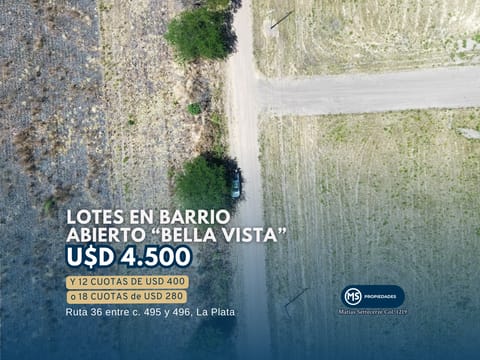 LOTES EN BARRIO
ABIERTO “BELLA VISTA”
U$D 4.500
Y 12 CUOTAS DE USD 400
o 18 CUOTAS de USD 280
Ruta 36 entre c. 495 y 496, La Plata
MS PROPIEDADES
Matías Settecerze Col. 7219